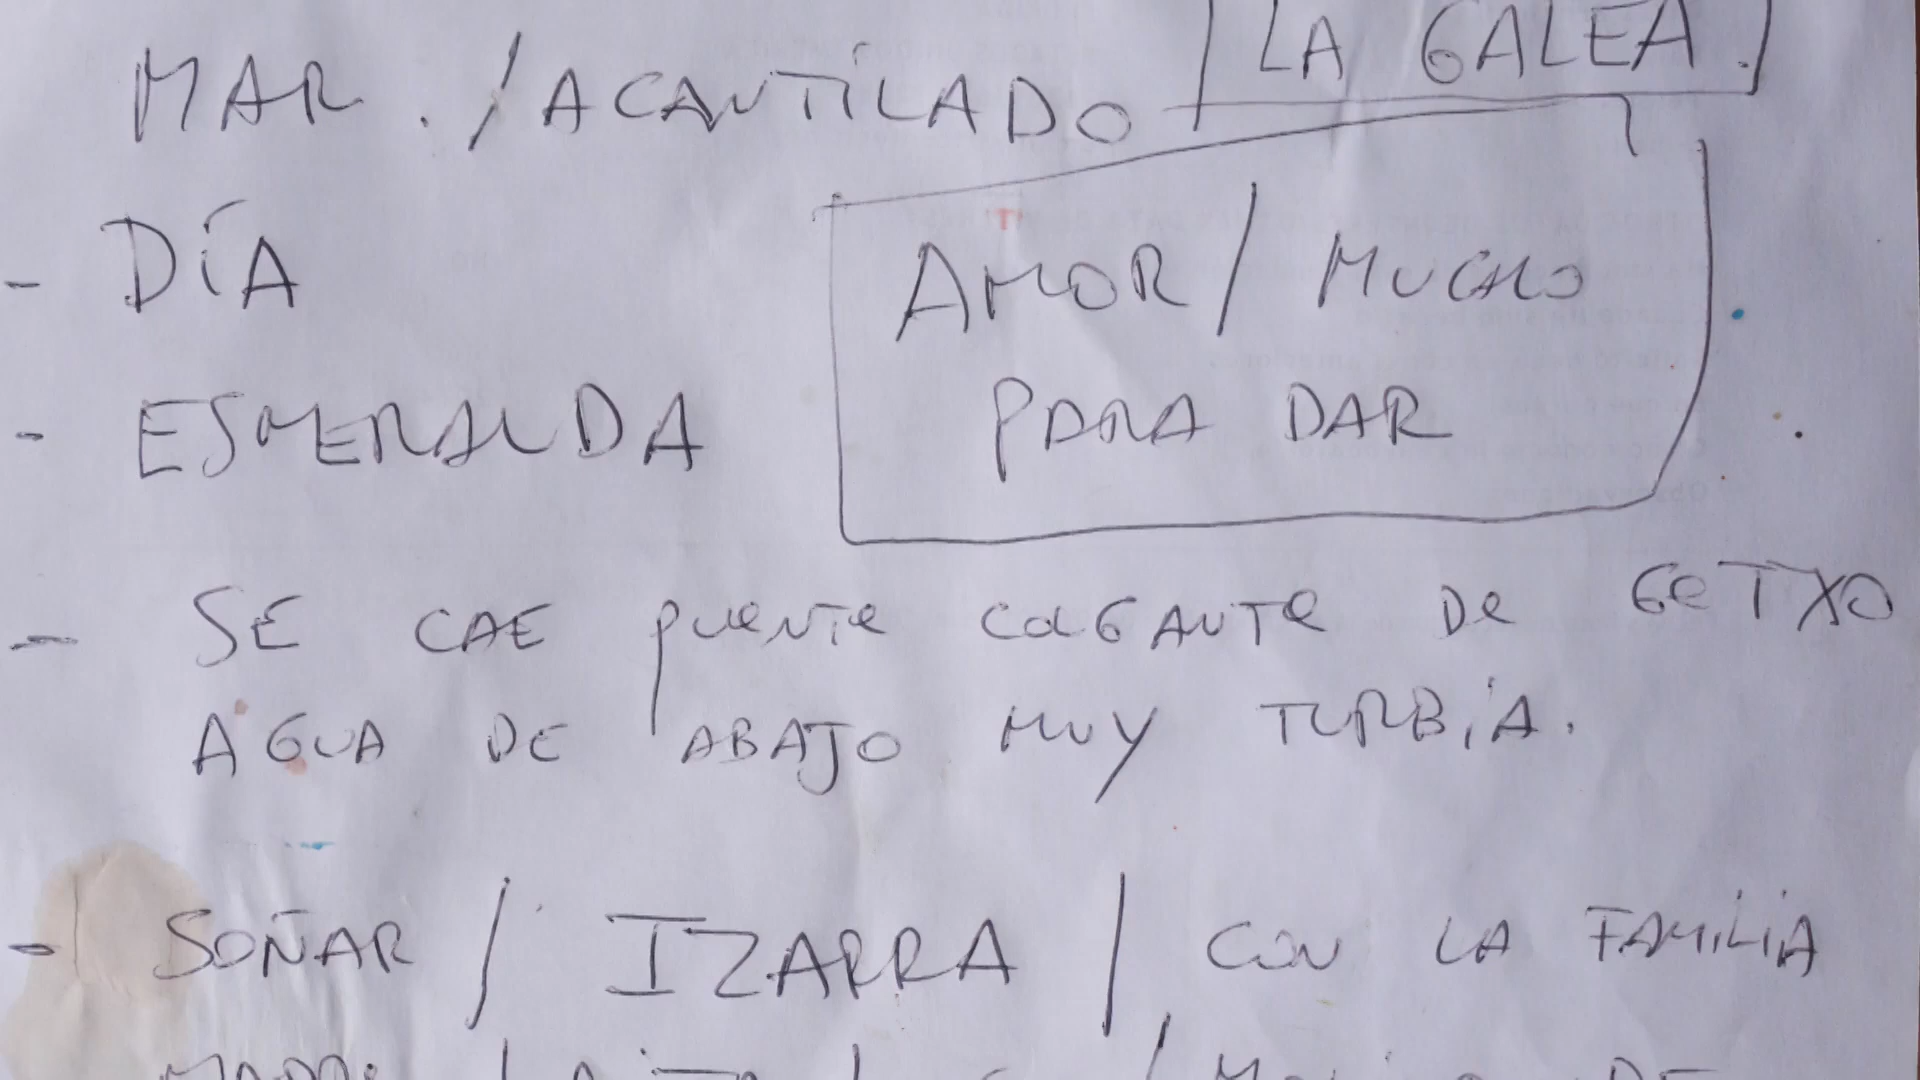 MAR. / ACANTILADO LA GALEA.
- DÍA
AMOR / MUCHO
- ESMERALDA
PARA DAR
- SE CAE PUENTE COLGANTE DE GETXO
AGUA DE ABAJO MUY TURBIA.
- SOÑAR / IZARRA / CON LA FAMILIA